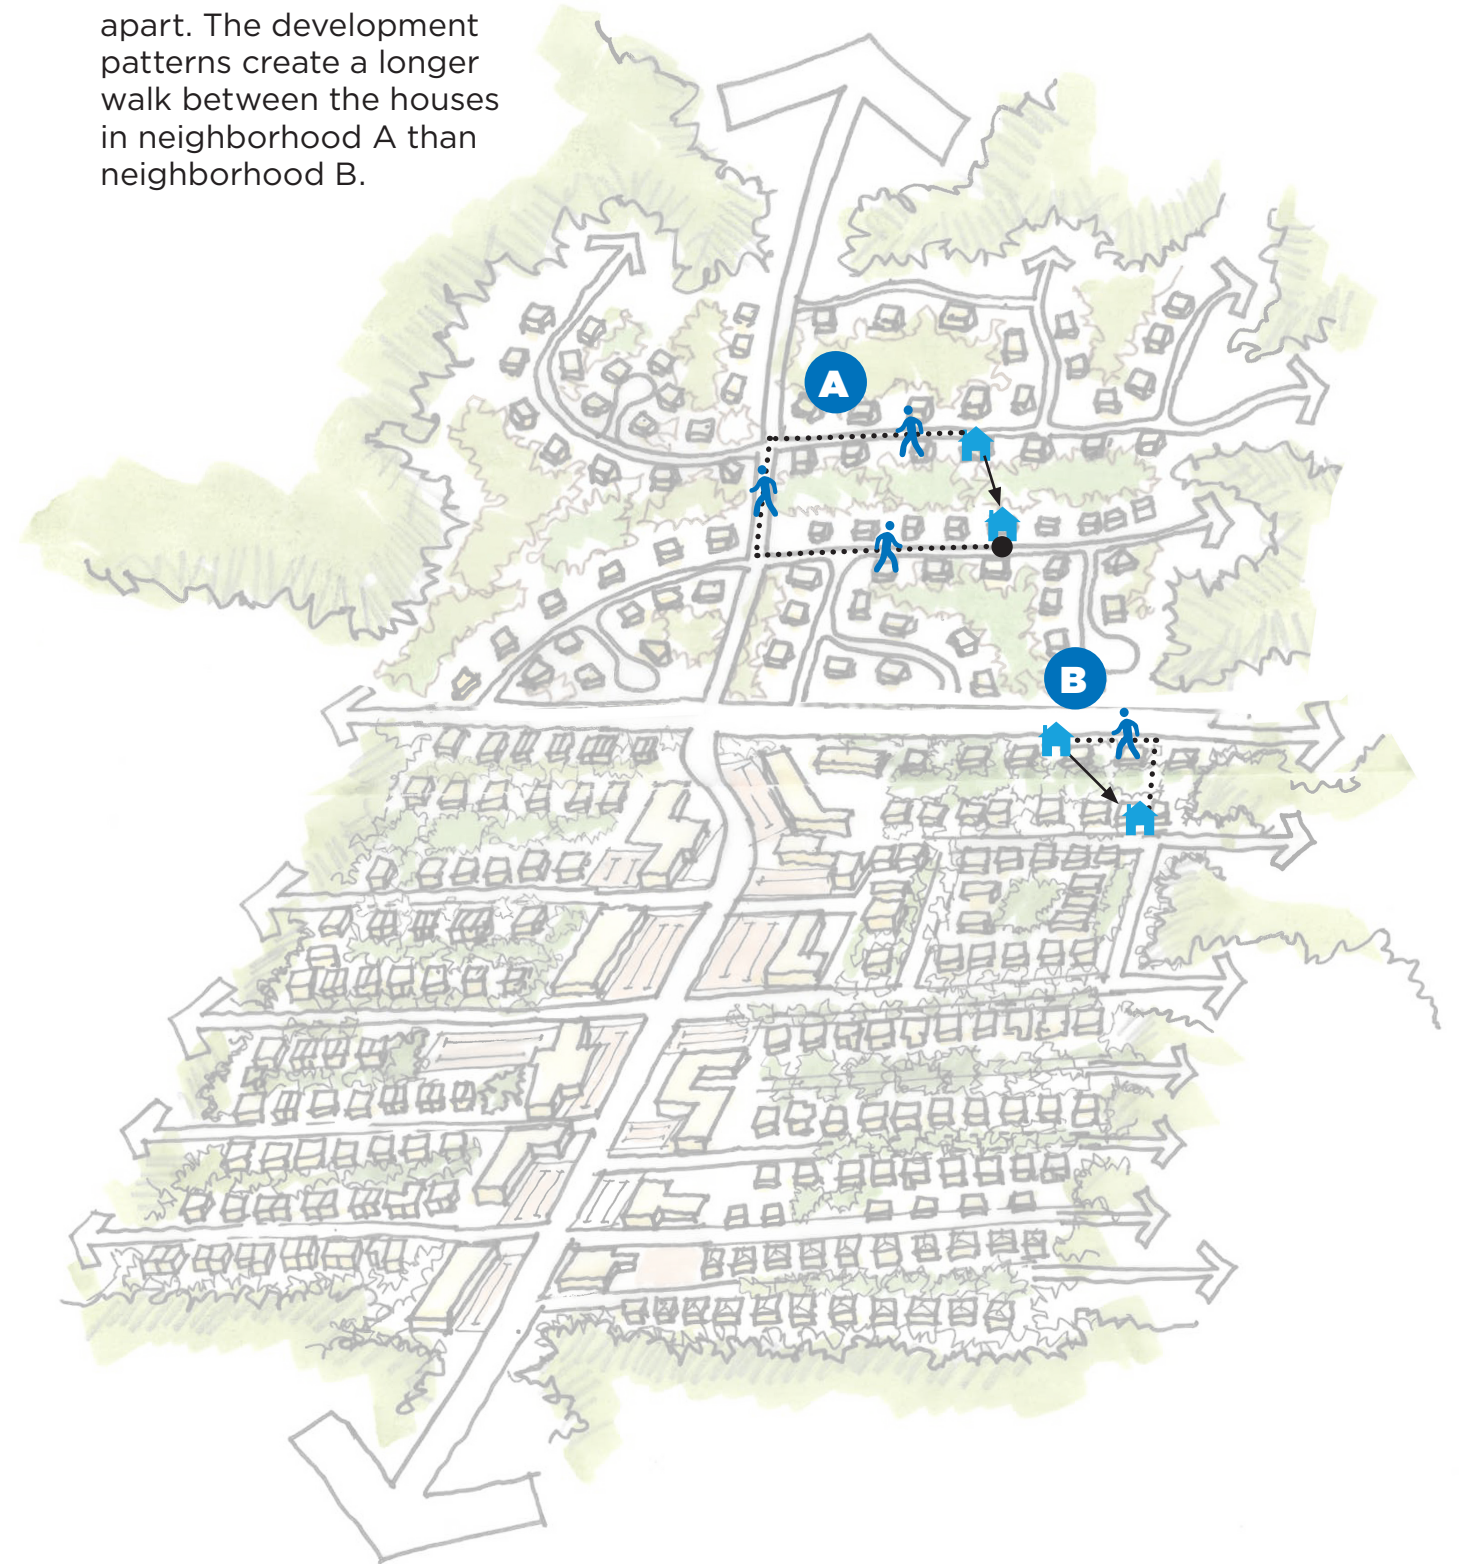 apart. The development
patterns create a longer
walk between the houses
in neighborhood A than
neighborhood B.
A
B